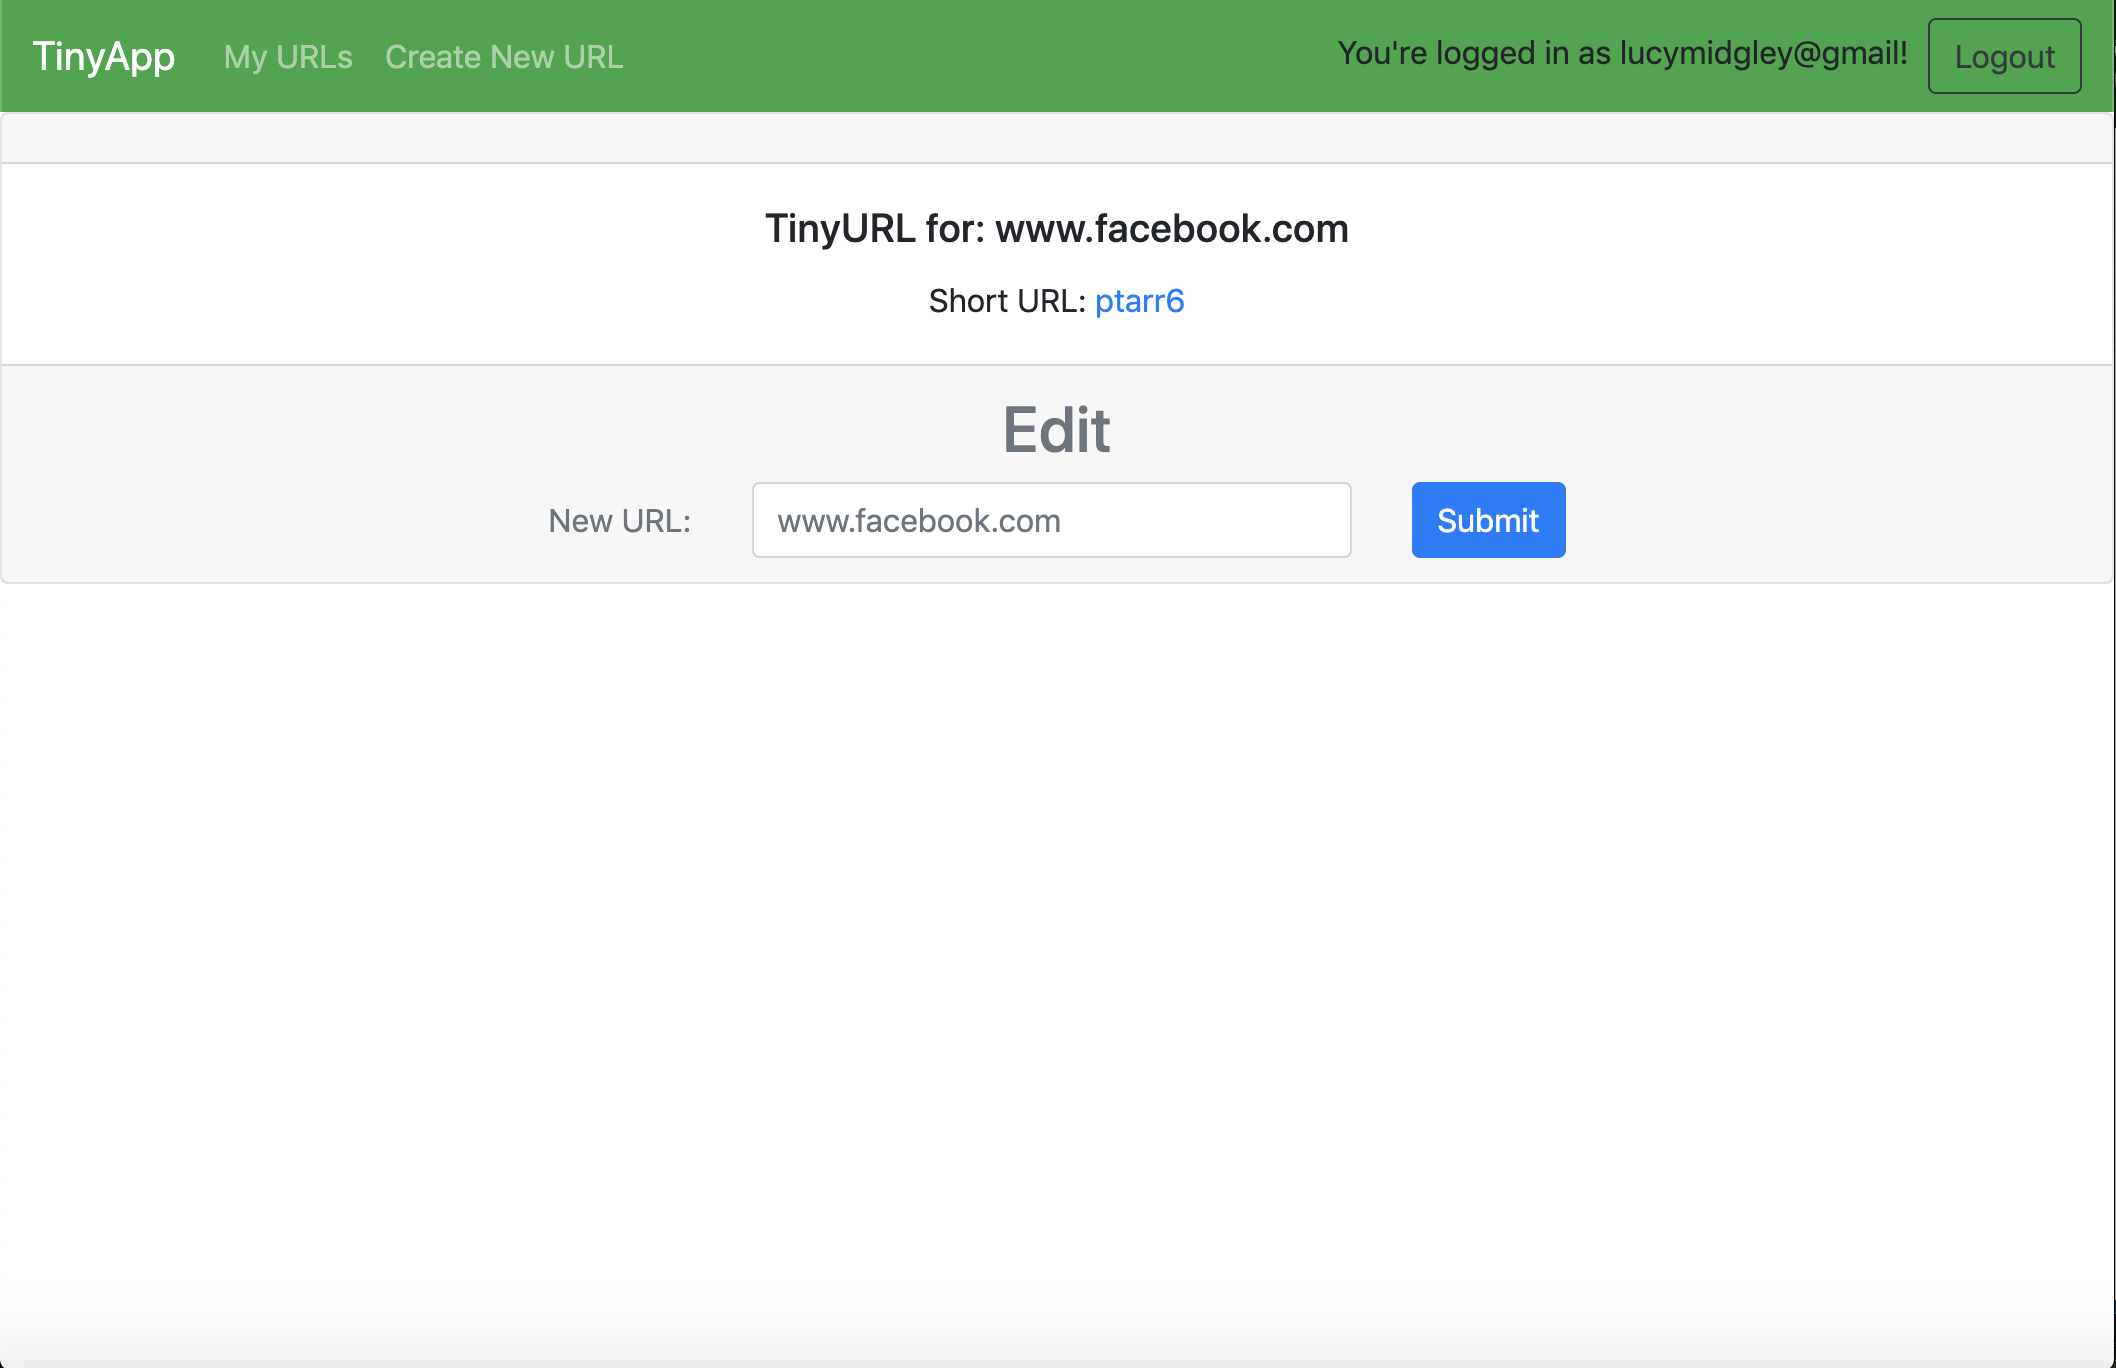 TinyApp My URLs Create New URL You're logged in as lucymidgley@gmail! Logout
TinyURL for: www.facebook.com
Short URL: ptarr6
Edit
New URL: www.facebook.com Submit